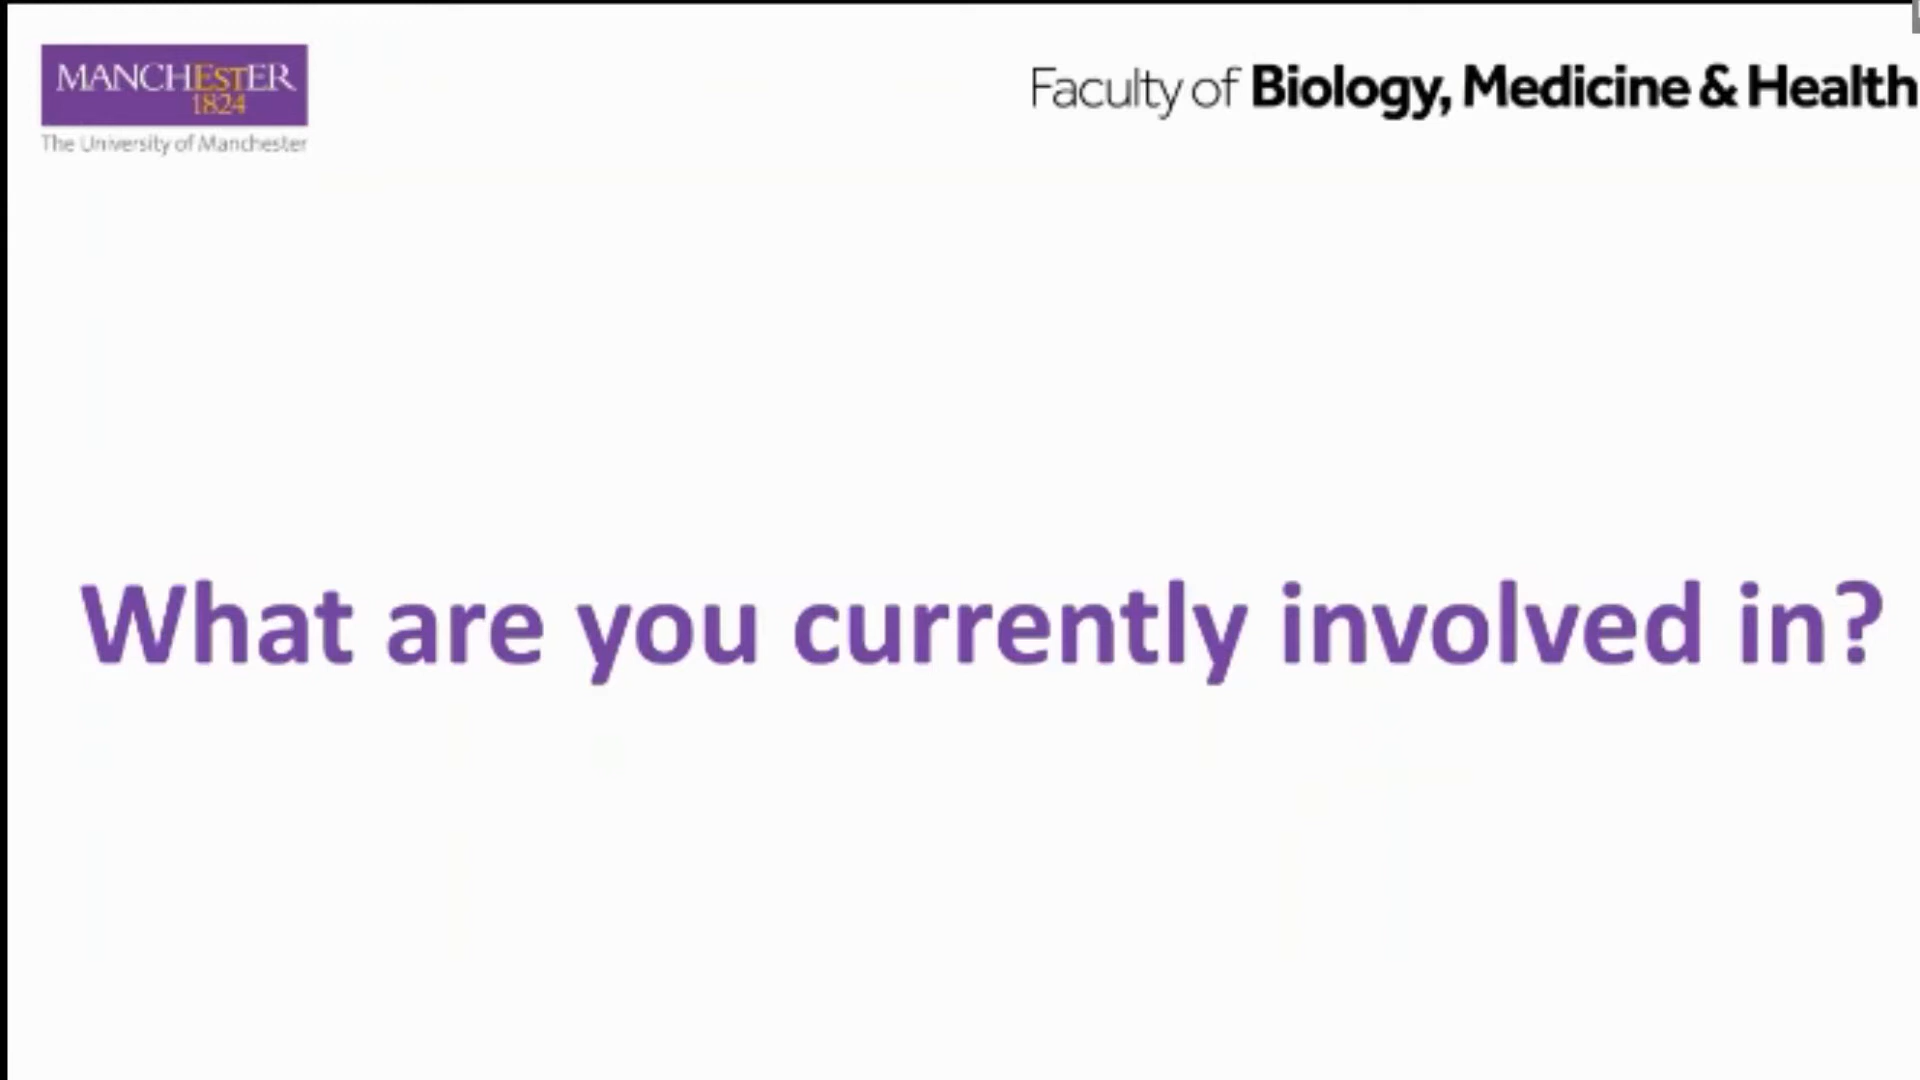 MANCHESTER
1824
The University of Manchester
Faculty of Biology, Medicine & Health
What are you currently involved in?